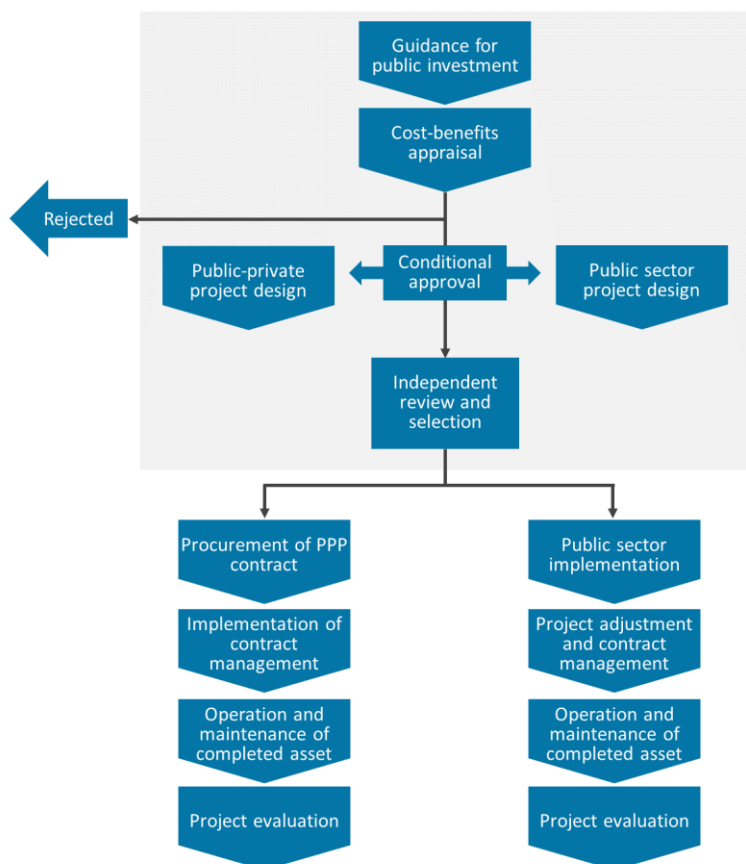 Guidance for
public investment
Cost-benefits
appraisal
Rejected
Public-private
project design
Conditional
approval
Public sector
project design
Independent
review and
selection
Procurement of PPP
contract
Public sector
implementation
Implementation of
contract
management
Project adjustment
and contract
management
Operation and
maintenance of
completed asset
Operation and
maintenance of
completed asset
Project evaluation
Project evaluation